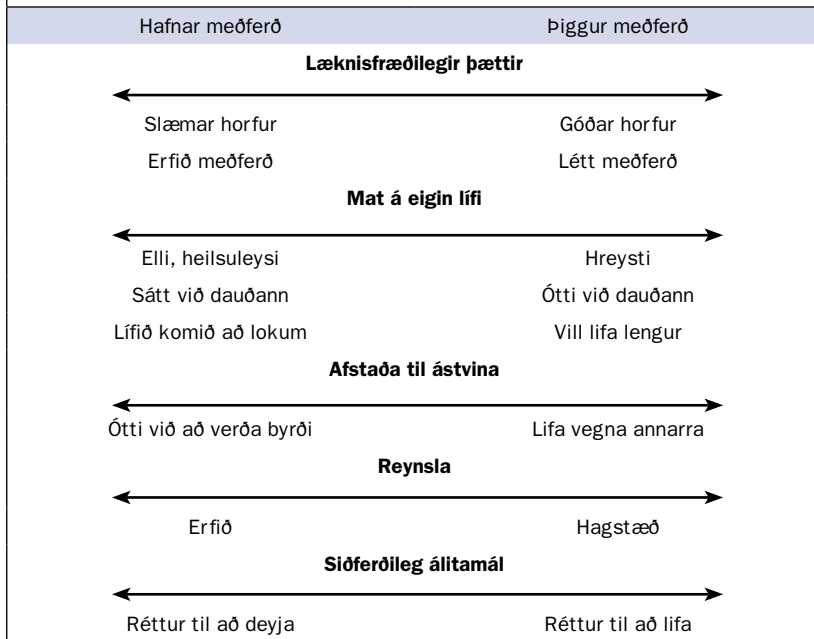 Hafnar meðferð Þiggur meðferð
Læknisfræðilegir þættir
Slæmar horfur Góðar horfur
Erfið meðferð Létt meðferð
Mat á eigin lífi
Elli, heilsuleysi Hreysti
Sátt við dauðann Ótti við dauðann
Lífið komið að lokum Vill lifa lengur
Afstaða til ástvina
Ótti við að verða byrði Lifa vegna annarra
Reynsla
Erfið Hagstæð
Siðferðileg álitamál
Réttur til að deyja Réttur til að lifa